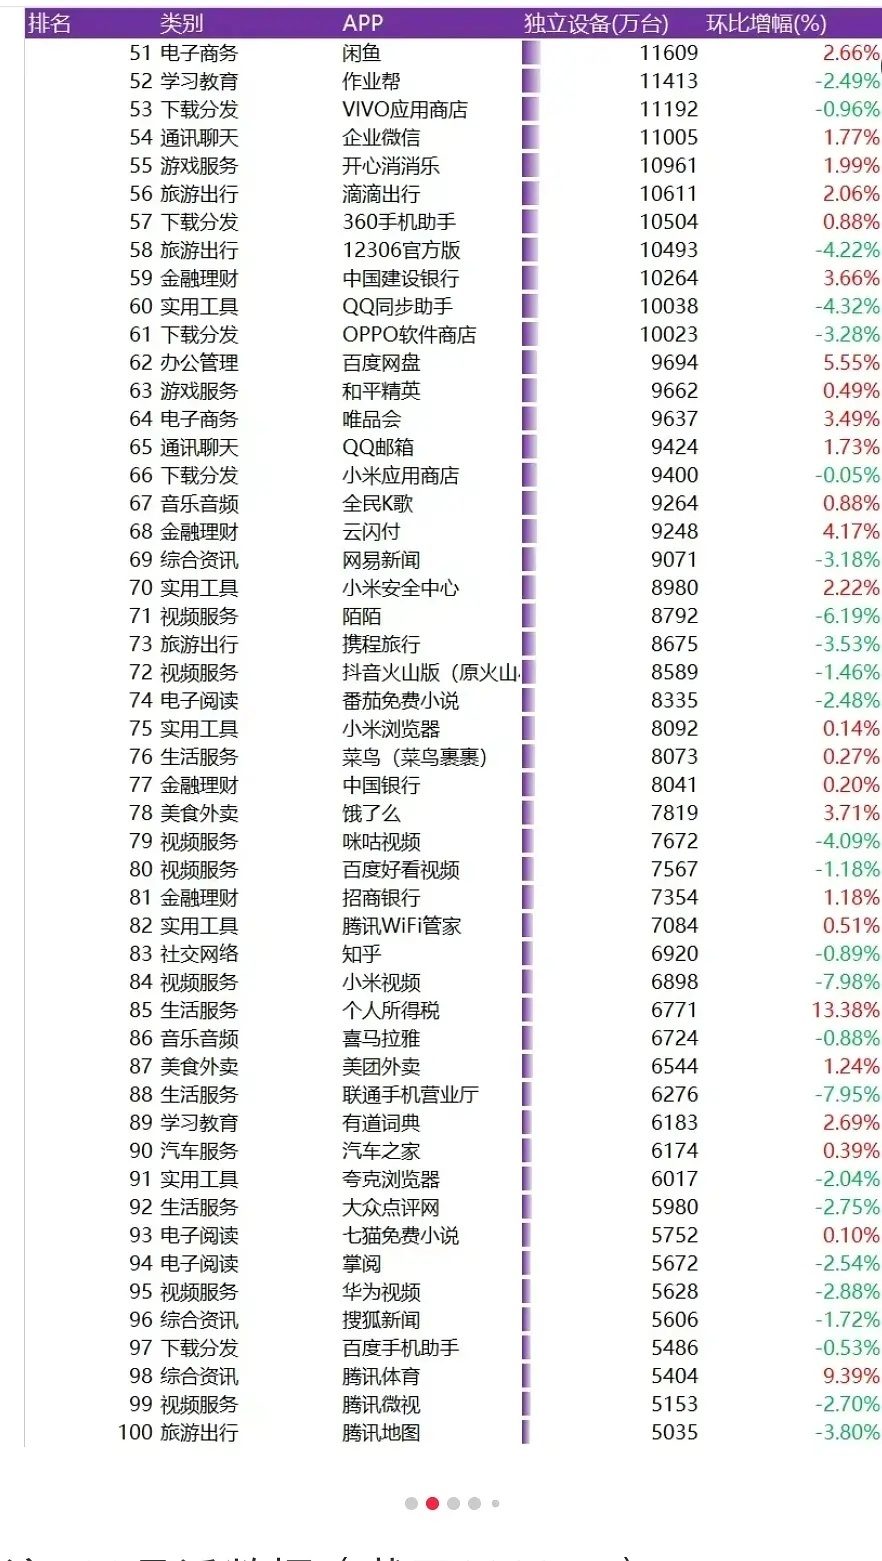 排名 类别 APP 独立设备(万台) 环比增幅(%)
51 电子商务 闲鱼 11609 2.66%
52 学习教育 作业帮 11413 -2.49%
53 下载分发 VIVO应用商店 11192 -0.96%
54 通讯聊天 企业微信 11005 1.77%
55 游戏服务 开心消消乐 10961 1.99%
56 旅游出行 滴滴出行 10611 2.06%
57 下载分发 360手机助手 10504 0.88%
58 旅游出行 12306官方版 10493 -4.22%
59 金融理财 中国建设银行 10264 3.66%
60 实用工具 QQ同步助手 10038 -4.32%
61 下载分发 OPPO软件商店 10023 -3.28%
62 办公管理 百度网盘 9694 5.55%
63 游戏服务 和平精英 9662 0.49%
64 电子商务 唯品会 9637 3.49%
65 通讯聊天 QQ邮箱 9424 1.73%
66 下载分发 小米应用商店 9400 -0.05%
67 音乐音频 全民K歌 9264 0.88%
68 金融理财 云闪付 9248 4.17%
69 综合资讯 网易新闻 9071 -3.18%
70 实用工具 小米安全中心 8980 2.22%
71 视频服务 陌陌 8792 -6.19%
73 旅游出行 携程旅行 8675 -3.53%
72 视频服务 抖音火山版（原火山 8589 -1.46%
74 电子阅读 番茄免费小说 8335 -2.48%
75 实用工具 小米浏览器 8092 0.14%
76 生活服务 菜鸟（菜鸟裹裹） 8073 0.27%
77 金融理财 中国银行 8041 0.20%
78 美食外卖 饿了么 7819 3.71%
79 视频服务 咪咕视频 7672 -4.09%
80 视频服务 百度好看视频 7567 -1.18%
81 金融理财 招商银行 7354 1.18%
82 实用工具 腾讯WiFi管家 7084 0.51%
83 社交网络 知乎 6920 -0.89%
84 视频服务 小米视频 6898 -7.98%
85 生活服务 个人所得税 6771 13.38%
86 音乐音频 喜马拉雅 6724 -0.88%
87 美食外卖 美团外卖 6544 1.24%
88 生活服务 联通手机营业厅 6276 -7.95%
89 学习教育 有道词典 6183 2.69%
90 汽车服务 汽车之家 6174 0.39%
91 实用工具 夸克浏览器 6017 -2.04%
92 生活服务 大众点评网 5980 -2.75%
93 电子阅读 七猫免费小说 5752 0.10%
94 电子阅读 掌阅 5672 -2.54%
95 视频服务 华为视频 5628 -2.88%
96 综合资讯 搜狐新闻 5606 -1.72%
97 下载分发 百度手机助手 5486 -0.53%
98 综合资讯 腾讯体育 5404 9.39%
99 视频服务 腾讯微视 5153 -2.70%
100 旅游出行 腾讯地图 5035 -3.80%